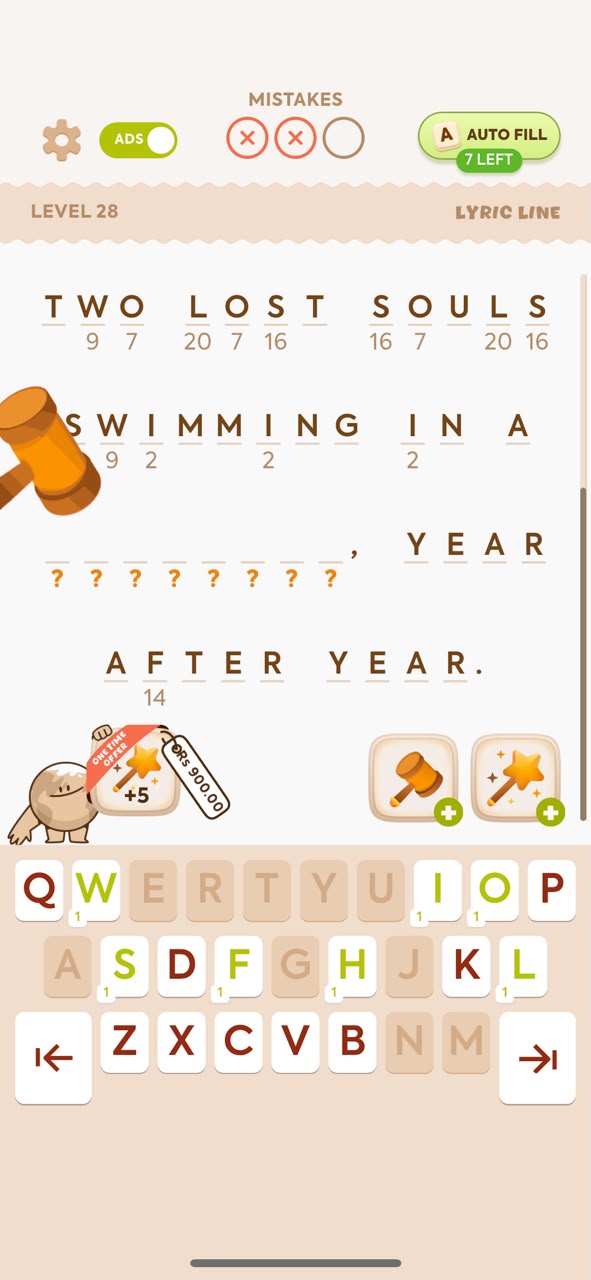 MISTAKES
ADS
A AUTO FILL
7 LEFT
LEVEL 28
LYRIC LINE
TWO LOST SOULS
9 7 20 7 16 16 7 20 16
SWIMMING IN A
9 2 2 2
, YEAR
? ? ? ? ? ? ? ?
AFTER YEAR.
14
ONE TIME OFFER
+5
Rs 900.00
Q W E R T Y U I O P
1 1 1
A S D F G H J K L
1 1 1 1
Z X C V B N M